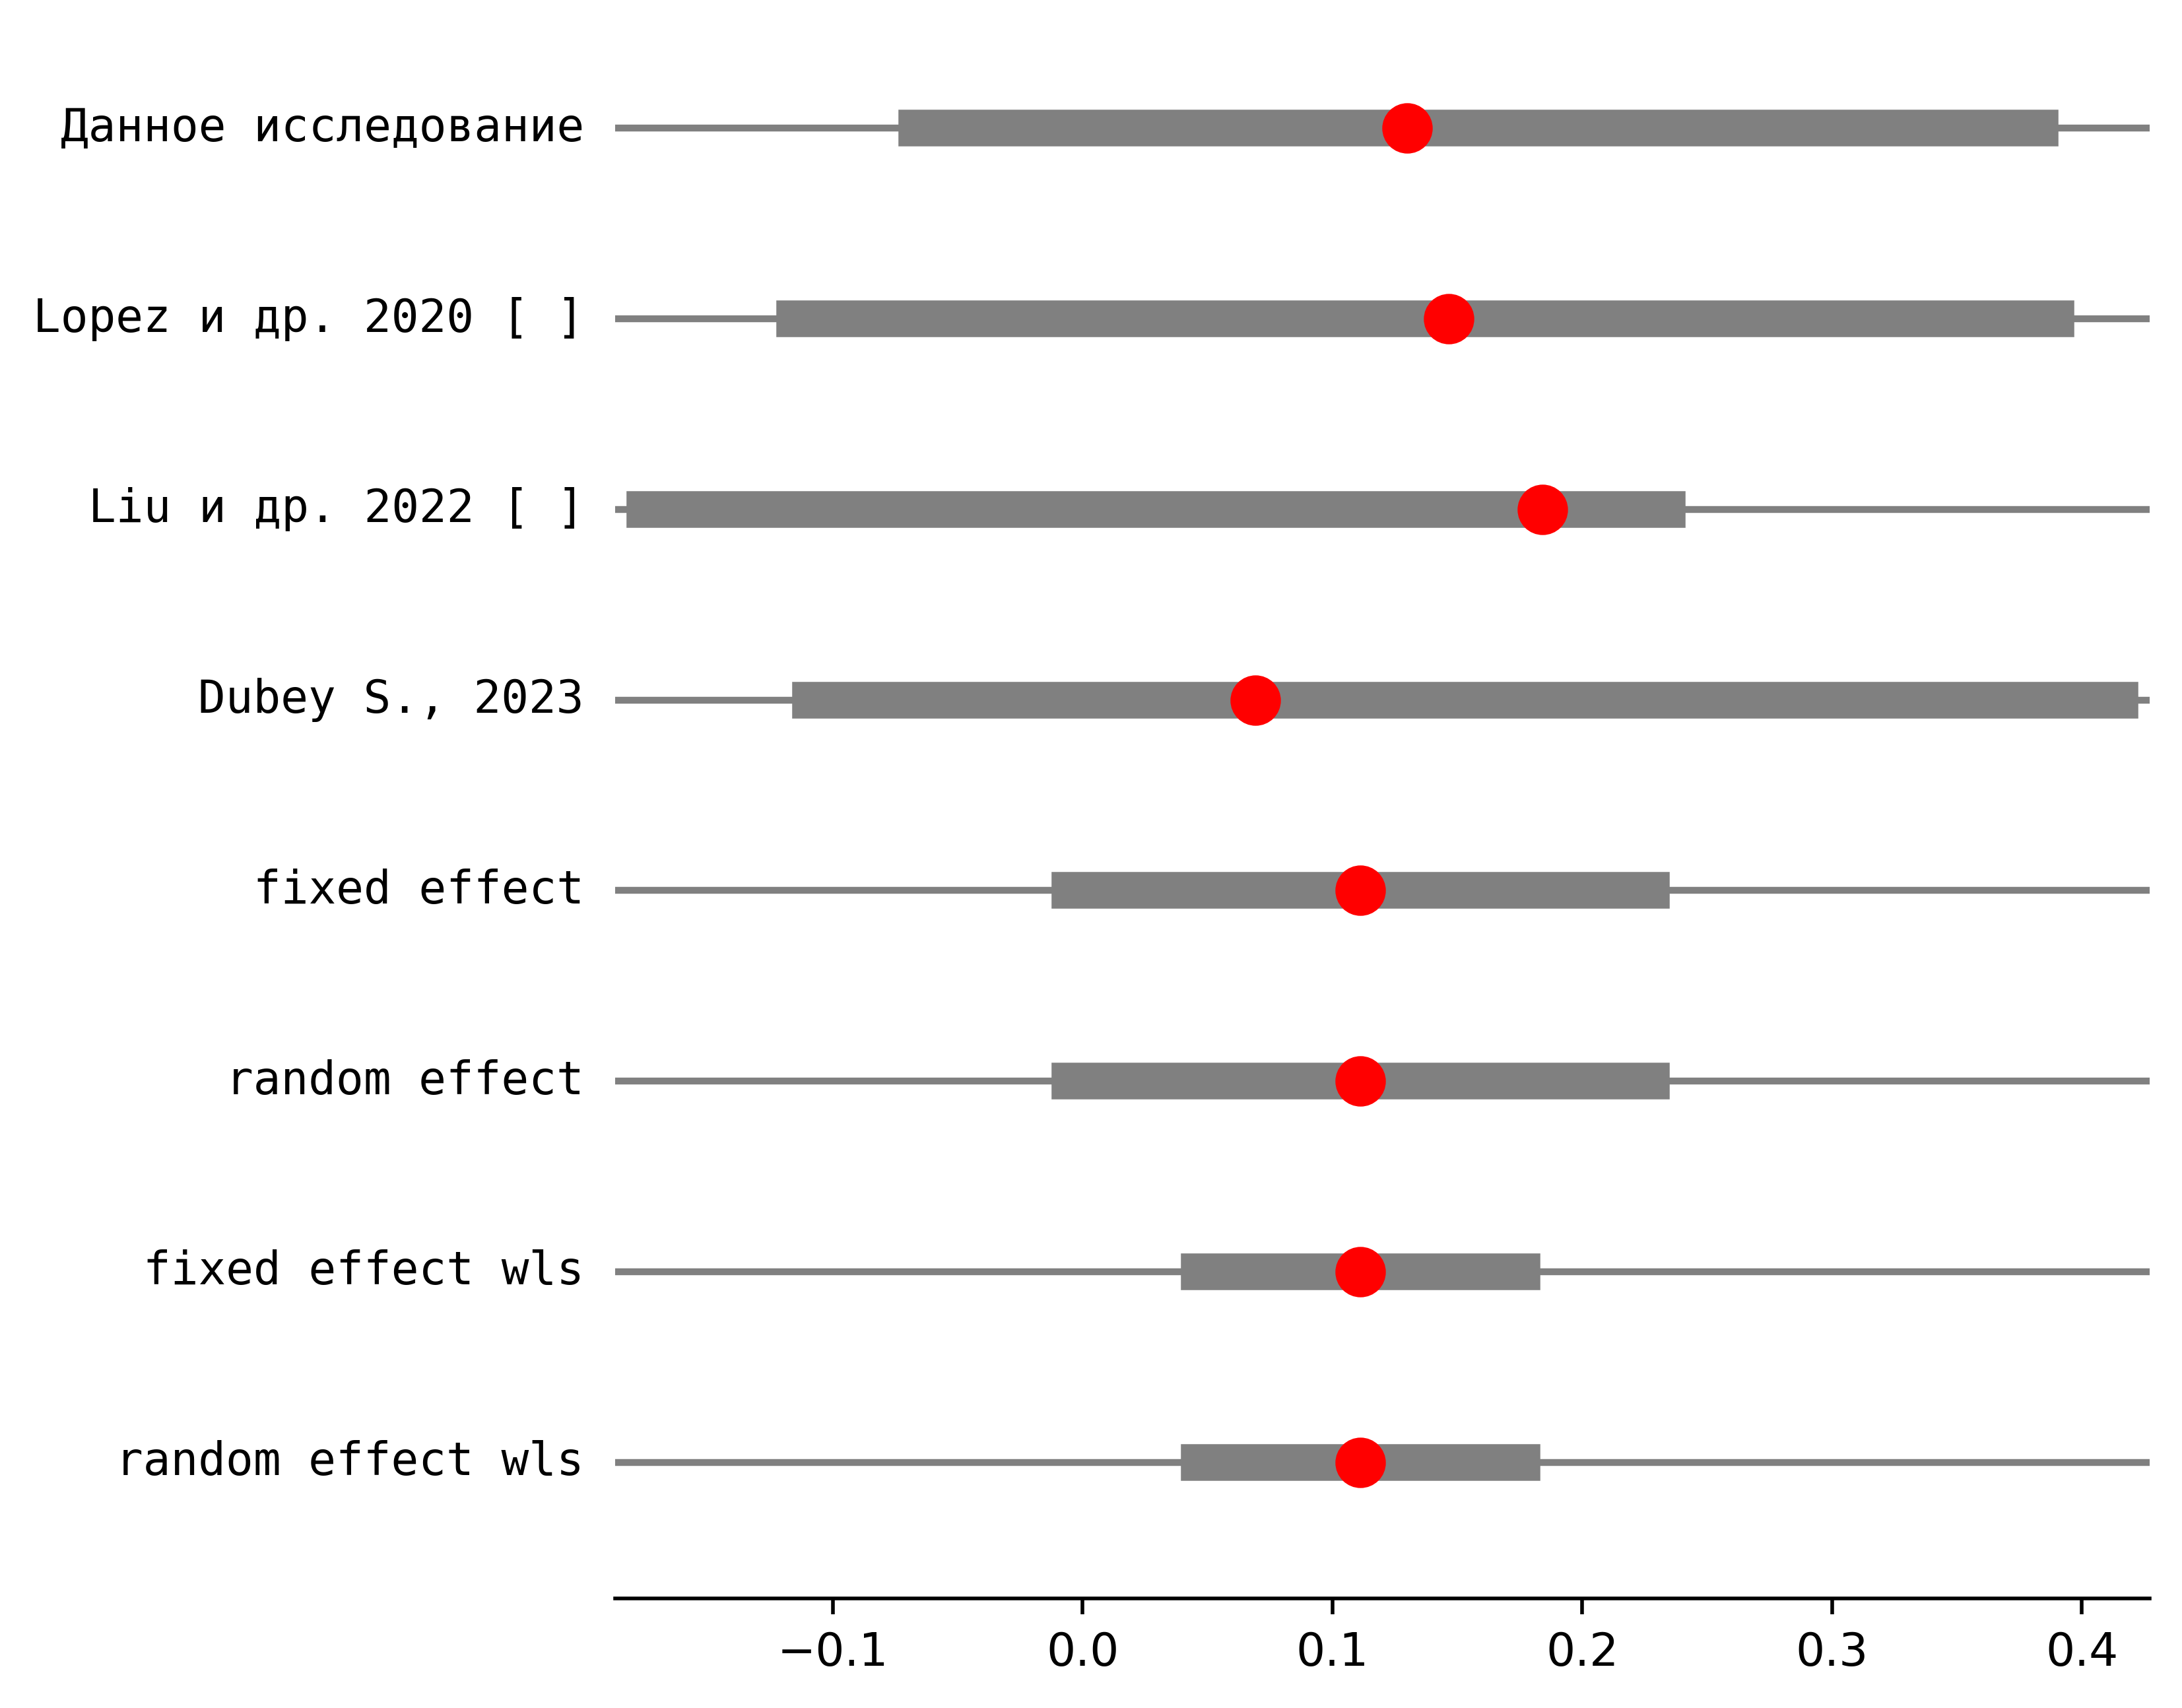 Данное исследование
Lopez и др. 2020 [ ]
Liu и др. 2022 [ ]
Dubey S., 2023
fixed effect
random effect
fixed effect wls
random effect wls
−0.1 0.0 0.1 0.2 0.3 0.4